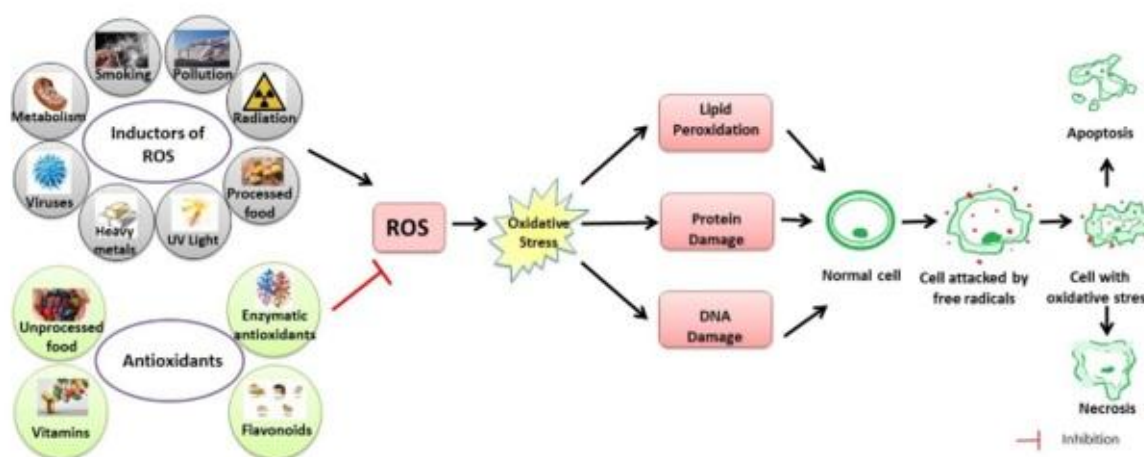 Smoking
Pollution
Metabolism
Radiation
Inductors of
ROS
Viruses
Processed
food
Heavy
metals
UV Light
Unprocessed
food
Enzymatic
antioxidants
Antioxidants
Vitamins
Flavonoids
ROS
Oxidative
Stress
Lipid
Peroxidation
Protein
Damage
DNA
Damage
Normal cell
Cell attacked by
free radicals
Apoptosis
Cell with
oxidative stres
Necrosis
Inhibition